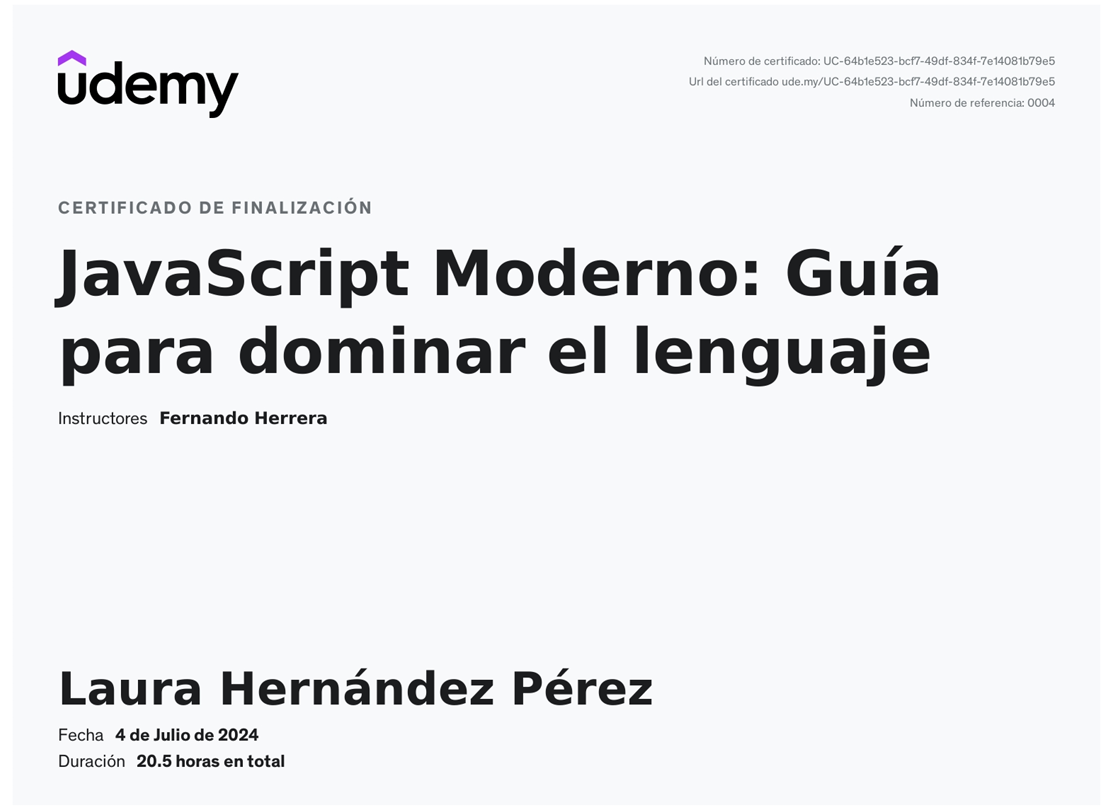 udemy
Número de certificado: UC-64b1e523-bcf7-49df-834f-7e14081b79e5
Url del certificado ude.my/UC-64b1e523-bcf7-49df-834f-7e14081b79e5
Número de referencia: 0004
CERTIFICADO DE FINALIZACIÓN
JavaScript Moderno: Guía
para dominar el lenguaje
Instructores Fernando Herrera
Laura Hernández Pérez
Fecha 4 de Julio de 2024
Duración 20.5 horas en total